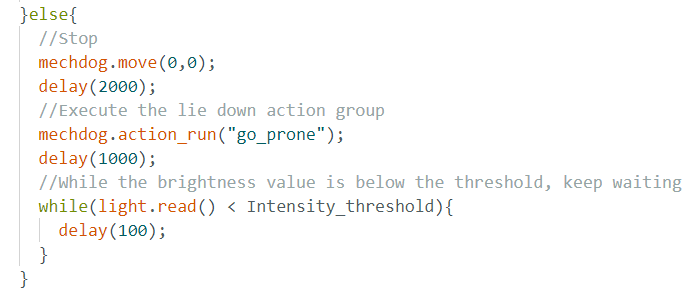 }else{
//Stop
mechdog.move(0,0);
delay(2000);
//Execute the lie down action group
mechdog.action_run("go_prone");
delay(1000);
//While the brightness value is below the threshold, keep waiting
while(light.read() < Intensity_threshold){
delay(100);
}
}